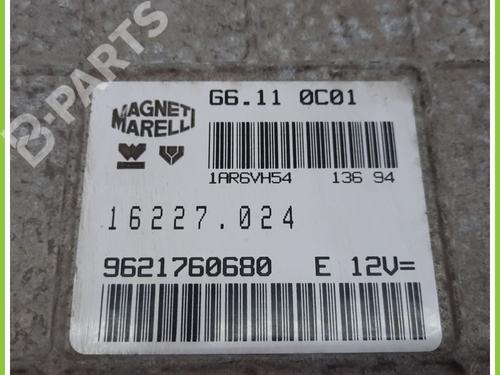 B-PARTS
MAGNETI
MARELLI
G6.11 0C01
1AR6VH54 136 94
16227.024
9621760680 E 12V=